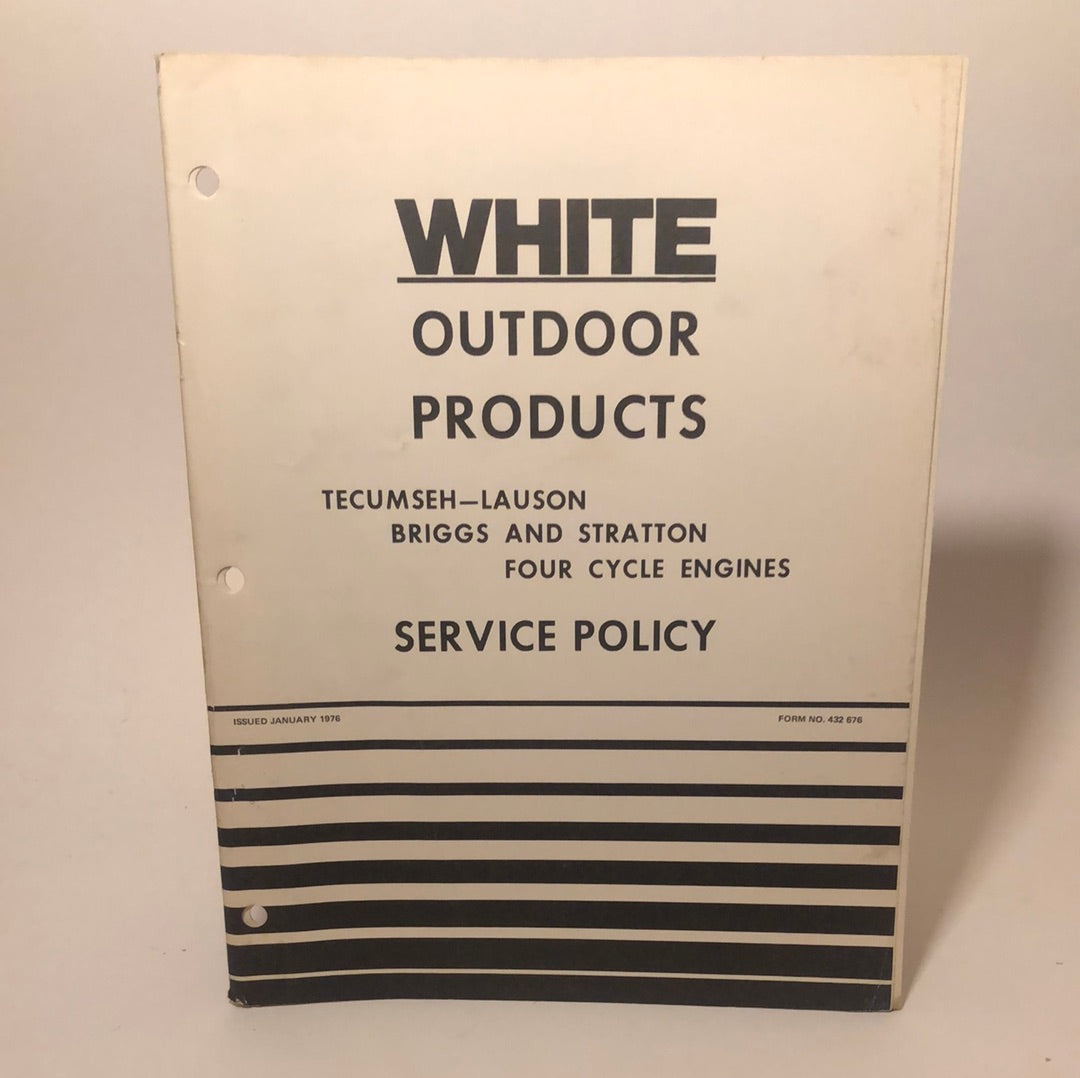 WHITE
OUTDOOR
PRODUCTS
TECUMSEH—LAUSON
BRIGGS AND STRATTON
FOUR CYCLE ENGINES
SERVICE POLICY
ISSUED JANUARY 1976
FORM NO. 432 676